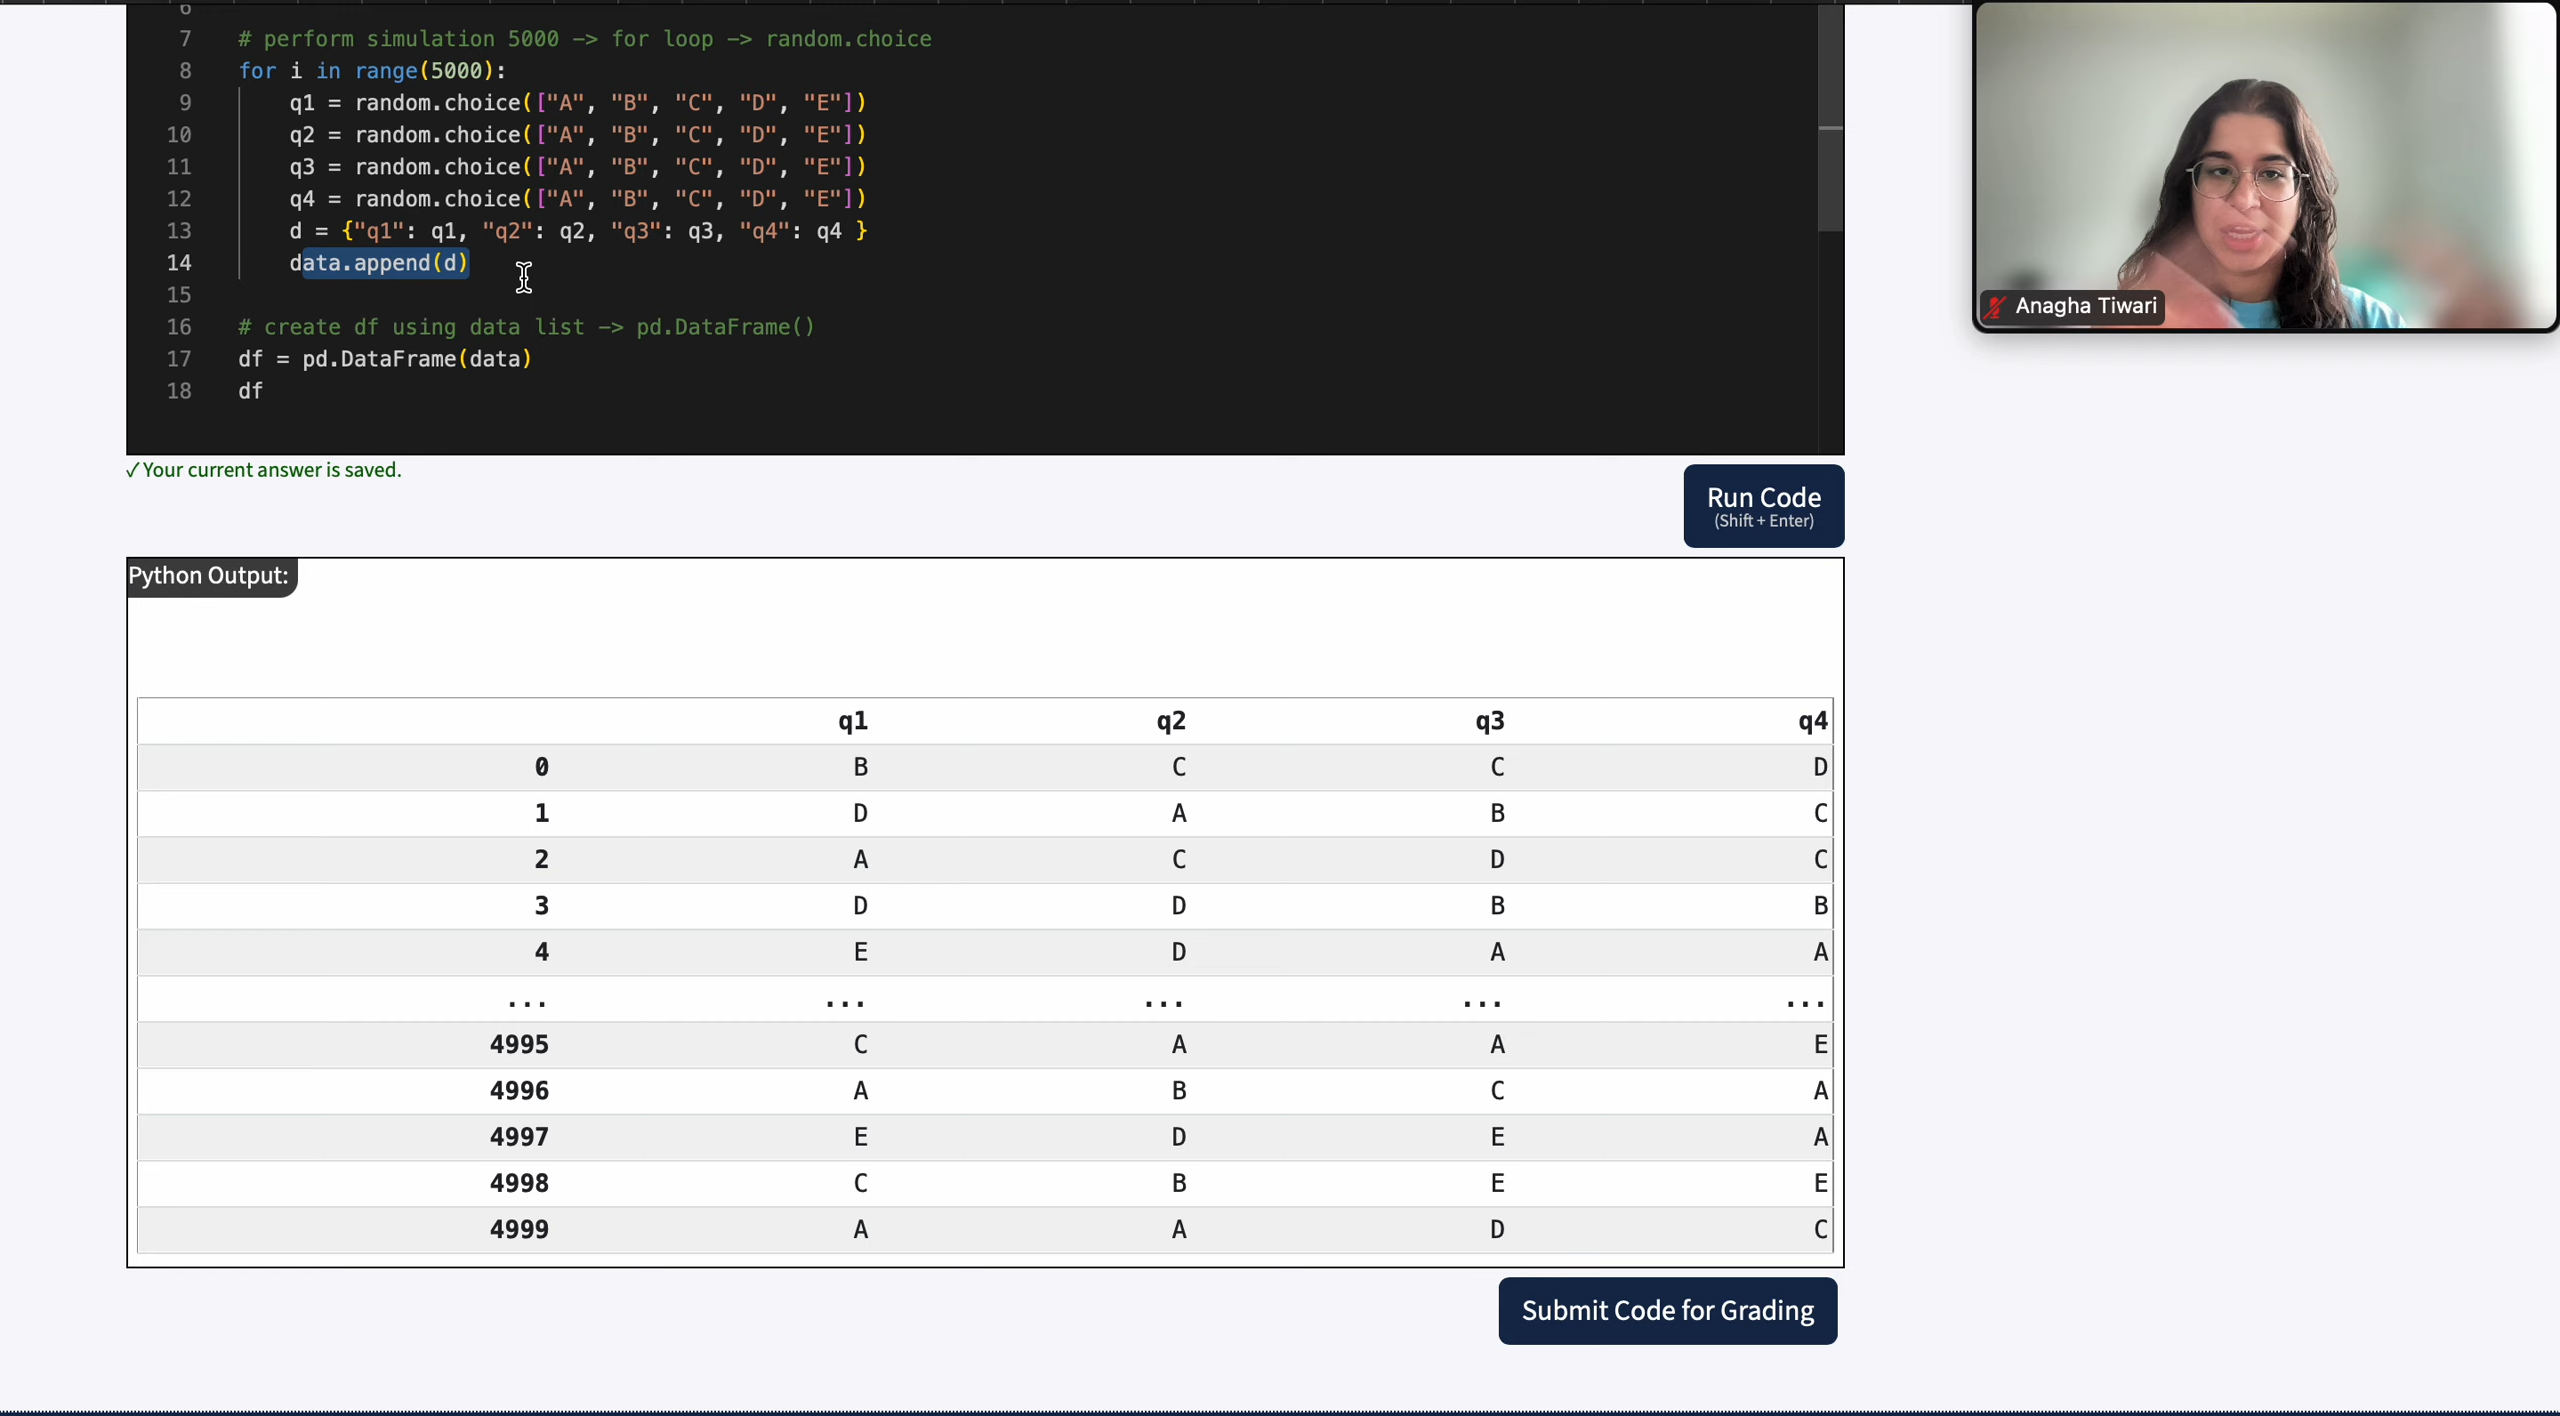 6
7 # perform simulation 5000 -> for loop -> random.choice
8 for i in range(5000):
9 q1 = random.choice(["A", "B", "C", "D", "E"])
10 q2 = random.choice(["A", "B", "C", "D", "E"])
11 q3 = random.choice(["A", "B", "C", "D", "E"])
12 q4 = random.choice(["A", "B", "C", "D", "E"])
13 d = {"q1": q1, "q2": q2, "q3": q3, "q4": q4 }
14 data.append(d)
15
16 # create df using data list -> pd.DataFrame()
17 df = pd.DataFrame(data)
18 df
Anagha Tiwari
✓ Your current answer is saved.
Run Code
(Shift + Enter)
Python Output:
q1 q2 q3 q4
0 B C C D
1 D A B C
2 A C D C
3 D D B B
4 E D A A
... ... ... ... ...
4995 C A A E
4996 A B C A
4997 E D E A
4998 C B E E
4999 A A D C
Submit Code for Grading